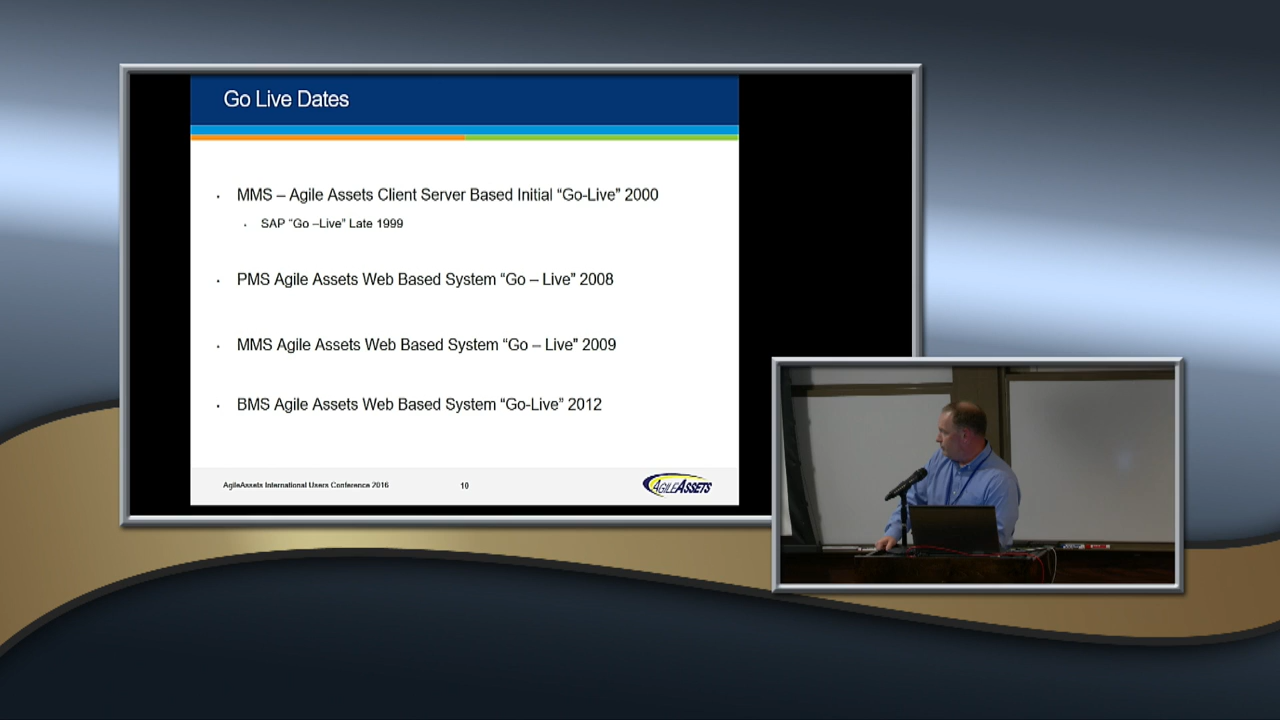 Go Live Dates
MMS – Agile Assets Client Server Based Initial “Go-Live” 2000
SAP “Go –Live” Late 1999
PMS Agile Assets Web Based System “Go – Live” 2008
MMS Agile Assets Web Based System “Go – Live” 2009
BMS Agile Assets Web Based System “Go-Live” 2012
AgileAssets International Users Conference 2016
10
AGILEASSETS